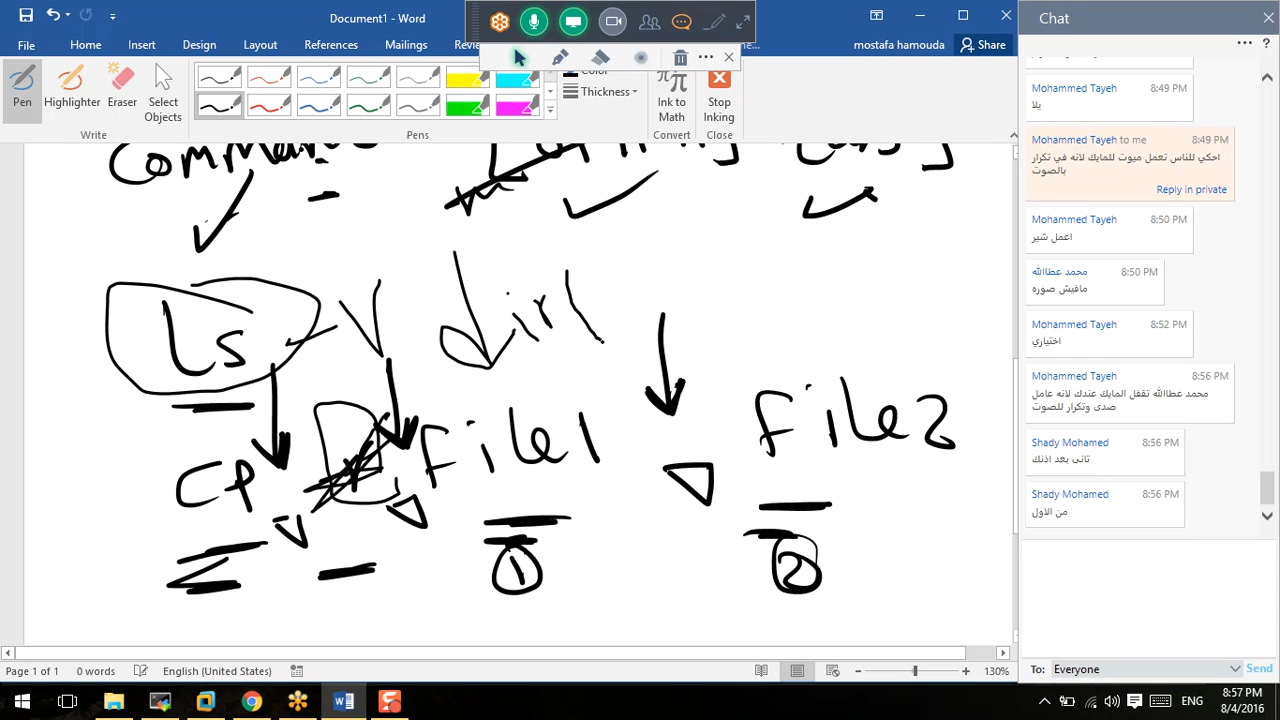 Document1 - Word
mostafa hamouda
Share
File
Home
Insert
Design
Layout
References
Mailings
Pen
Highlighter
Eraser
Select
Objects
Write
Pens
Color
Thickness
Ink to
Math
Convert
Stop
Inking
Close
Ls
dir1
CP
File1
File2
1
2
Page 1 of 1
0 words
English (United States)
130%
Chat
Mohammed Tayeh
8:49 PM
يلا
Mohammed Tayeh to me
8:49 PM
احكي للناس تعمل ميوت للمايك لانه في تكرار
بالصوت
Reply in private
Mohammed Tayeh
8:50 PM
اعمل شير
محمد عطاالله
8:50 PM
مافيش صوره
Mohammed Tayeh
8:52 PM
اختياري
Mohammed Tayeh
8:56 PM
محمد عطاالله تقفل المايك عندك لانه عامل
صدى وتكرار للصوت
Shady Mohamed
8:56 PM
تانى بعد اذنك
Shady Mohamed
8:56 PM
من الاول
To:
Everyone
Send
ENG
8:57 PM
8/4/2016